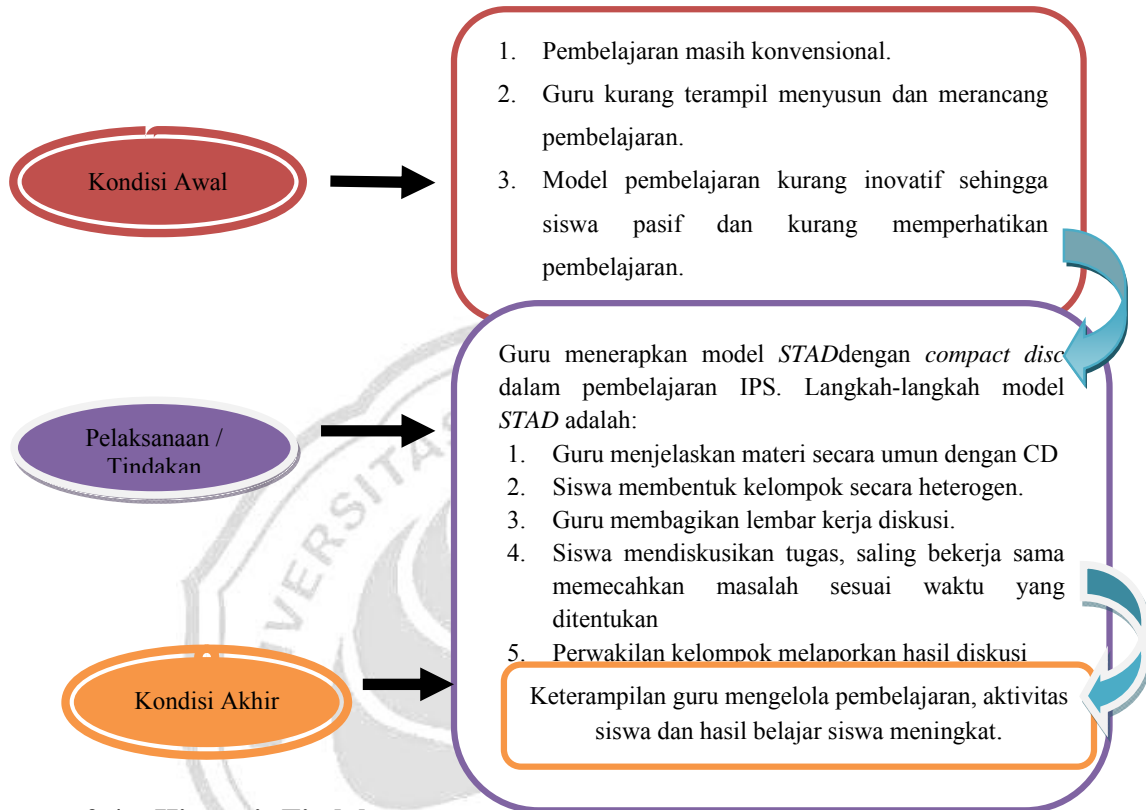 1. Pembelajaran masih konvensional.
2. Guru kurang terampil menyusun dan merancang
pembelajaran.
3. Model pembelajaran kurang inovatif sehingga
siswa pasif dan kurang memperhatikan
pembelajaran.
Kondisi Awal
Guru menerapkan model STADdengan compact disc
dalam pembelajaran IPS. Langkah-langkah model
STAD adalah:
1. Guru menjelaskan materi secara umun dengan CD
2. Siswa membentuk kelompok secara heterogen.
3. Guru membagikan lembar kerja diskusi.
4. Siswa mendiskusikan tugas, saling bekerja sama
memecahkan masalah sesuai waktu yang
ditentukan
5. Perwakilan kelompok melaporkan hasil diskusi
Pelaksanaan /
Tindakan
Kondisi Akhir
Keterampilan guru mengelola pembelajaran, aktivitas
siswa dan hasil belajar siswa meningkat.